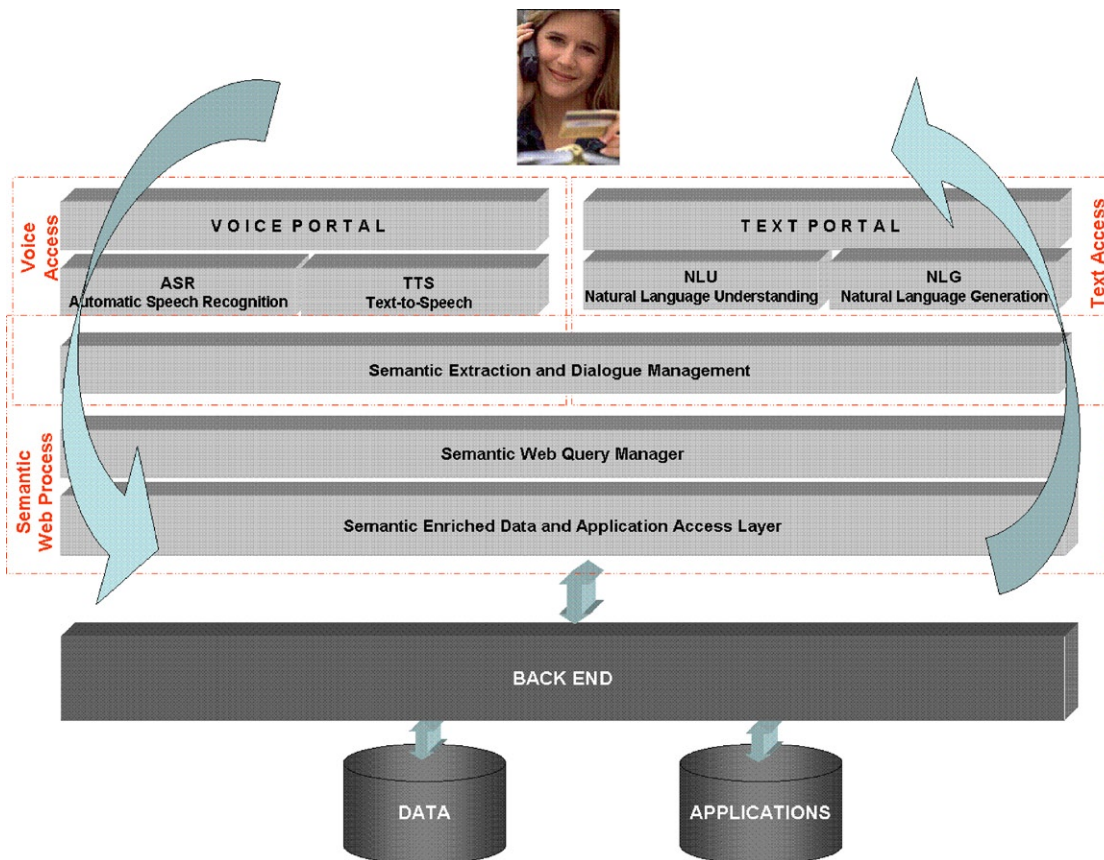 Voice
Access
VOICE PORTAL
ASR
Automatic Speech Recognition
TTS
Text-to-Speech
TEXT PORTAL
NLU
Natural Language Understanding
NLG
Natural Language Generation
Text Access
Semantic Extraction and Dialogue Management
Semantic
Web Process
Semantic Web Query Manager
Semantic Enriched Data and Application Access Layer
BACK END
DATA
APPLICATIONS